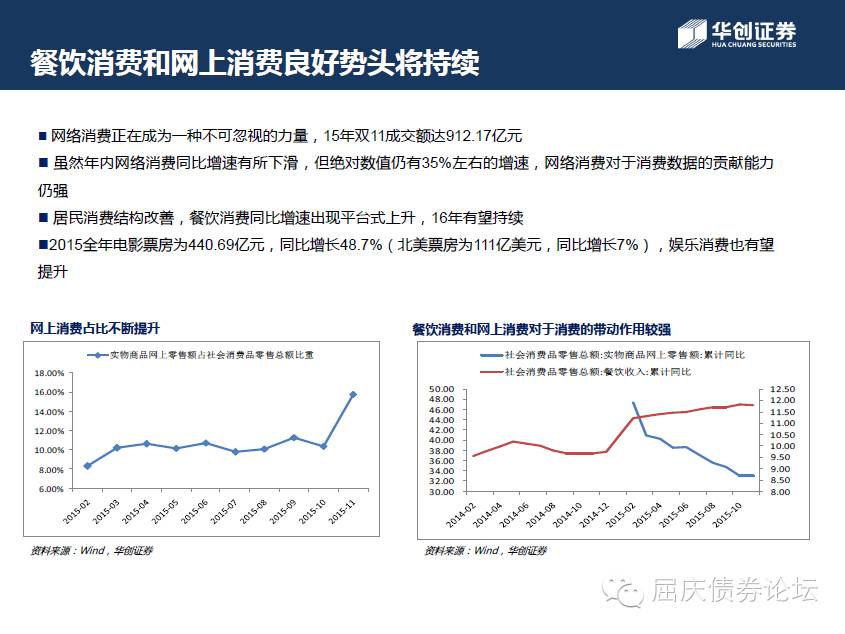 华创证券
HUA CHUANG SECURITIES
餐饮消费和网上消费良好势头将持续
■ 网络消费正在成为一种不可忽视的力量，15年双11成交额达912.17亿元
■ 虽然年内网络消费同比增速有所下滑，但绝对数值仍有35%左右的增速，网络消费对于消费数据的贡献能力
仍强
■ 居民消费结构改善，餐饮消费同比增速出现平台式上升，16年有望持续
■2015全年电影票房为440.69亿元，同比增长48.7%（北美票房为111亿美元，同比增长7%），娱乐消费也有望
提升
网上消费占比不断提升
实物商品网上零售额占社会消费品零售总额比重
18.00%
16.00%
14.00%
12.00%
10.00%
8.00%
6.00%
2015-02 2015-03 2015-04 2015-05 2015-06 2015-07 2015-08 2015-09 2015-10 2015-11
资料来源：Wind，华创证券
餐饮消费和网上消费对于消费的带动作用较强
社会消费品零售总额:实物商品网上零售额:累计同比
社会消费品零售总额:餐饮收入:累计同比
50.00 12.50
48.00 12.00
46.00 11.50
44.00 11.00
42.00 10.50
40.00 10.00
38.00 9.50
36.00 9.00
34.00 8.50
32.00 8.00
30.00
2014-02 2014-04 2014-06 2014-08 2014-10 2014-12 2015-02 2015-04 2015-06 2015-08 2015-10
资料来源：Wind，华创证券
屈庆债券论坛